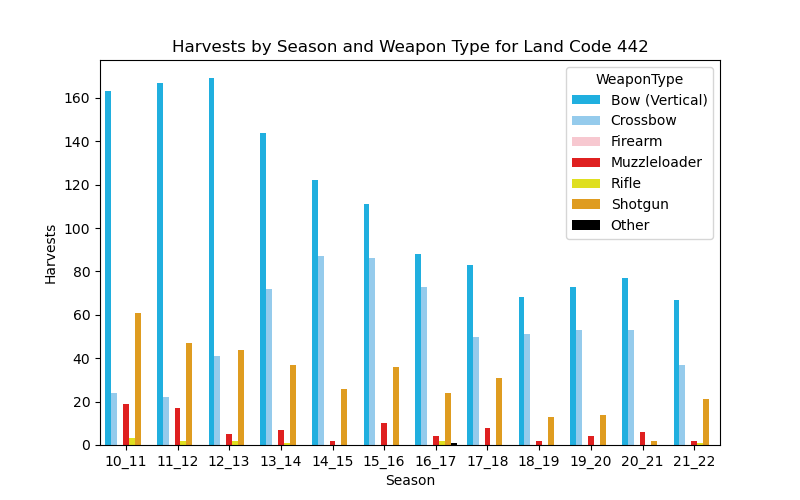 Harvests by Season and Weapon Type for Land Code 442
WeaponType
Bow (Vertical)
Crossbow
Firearm
Muzzleloader
Rifle
Shotgun
Other
Harvests
160
140
120
100
80
60
40
20
0
10_11 11_12 12_13 13_14 14_15 15_16 16_17 17_18 18_19 19_20 20_21 21_22
Season